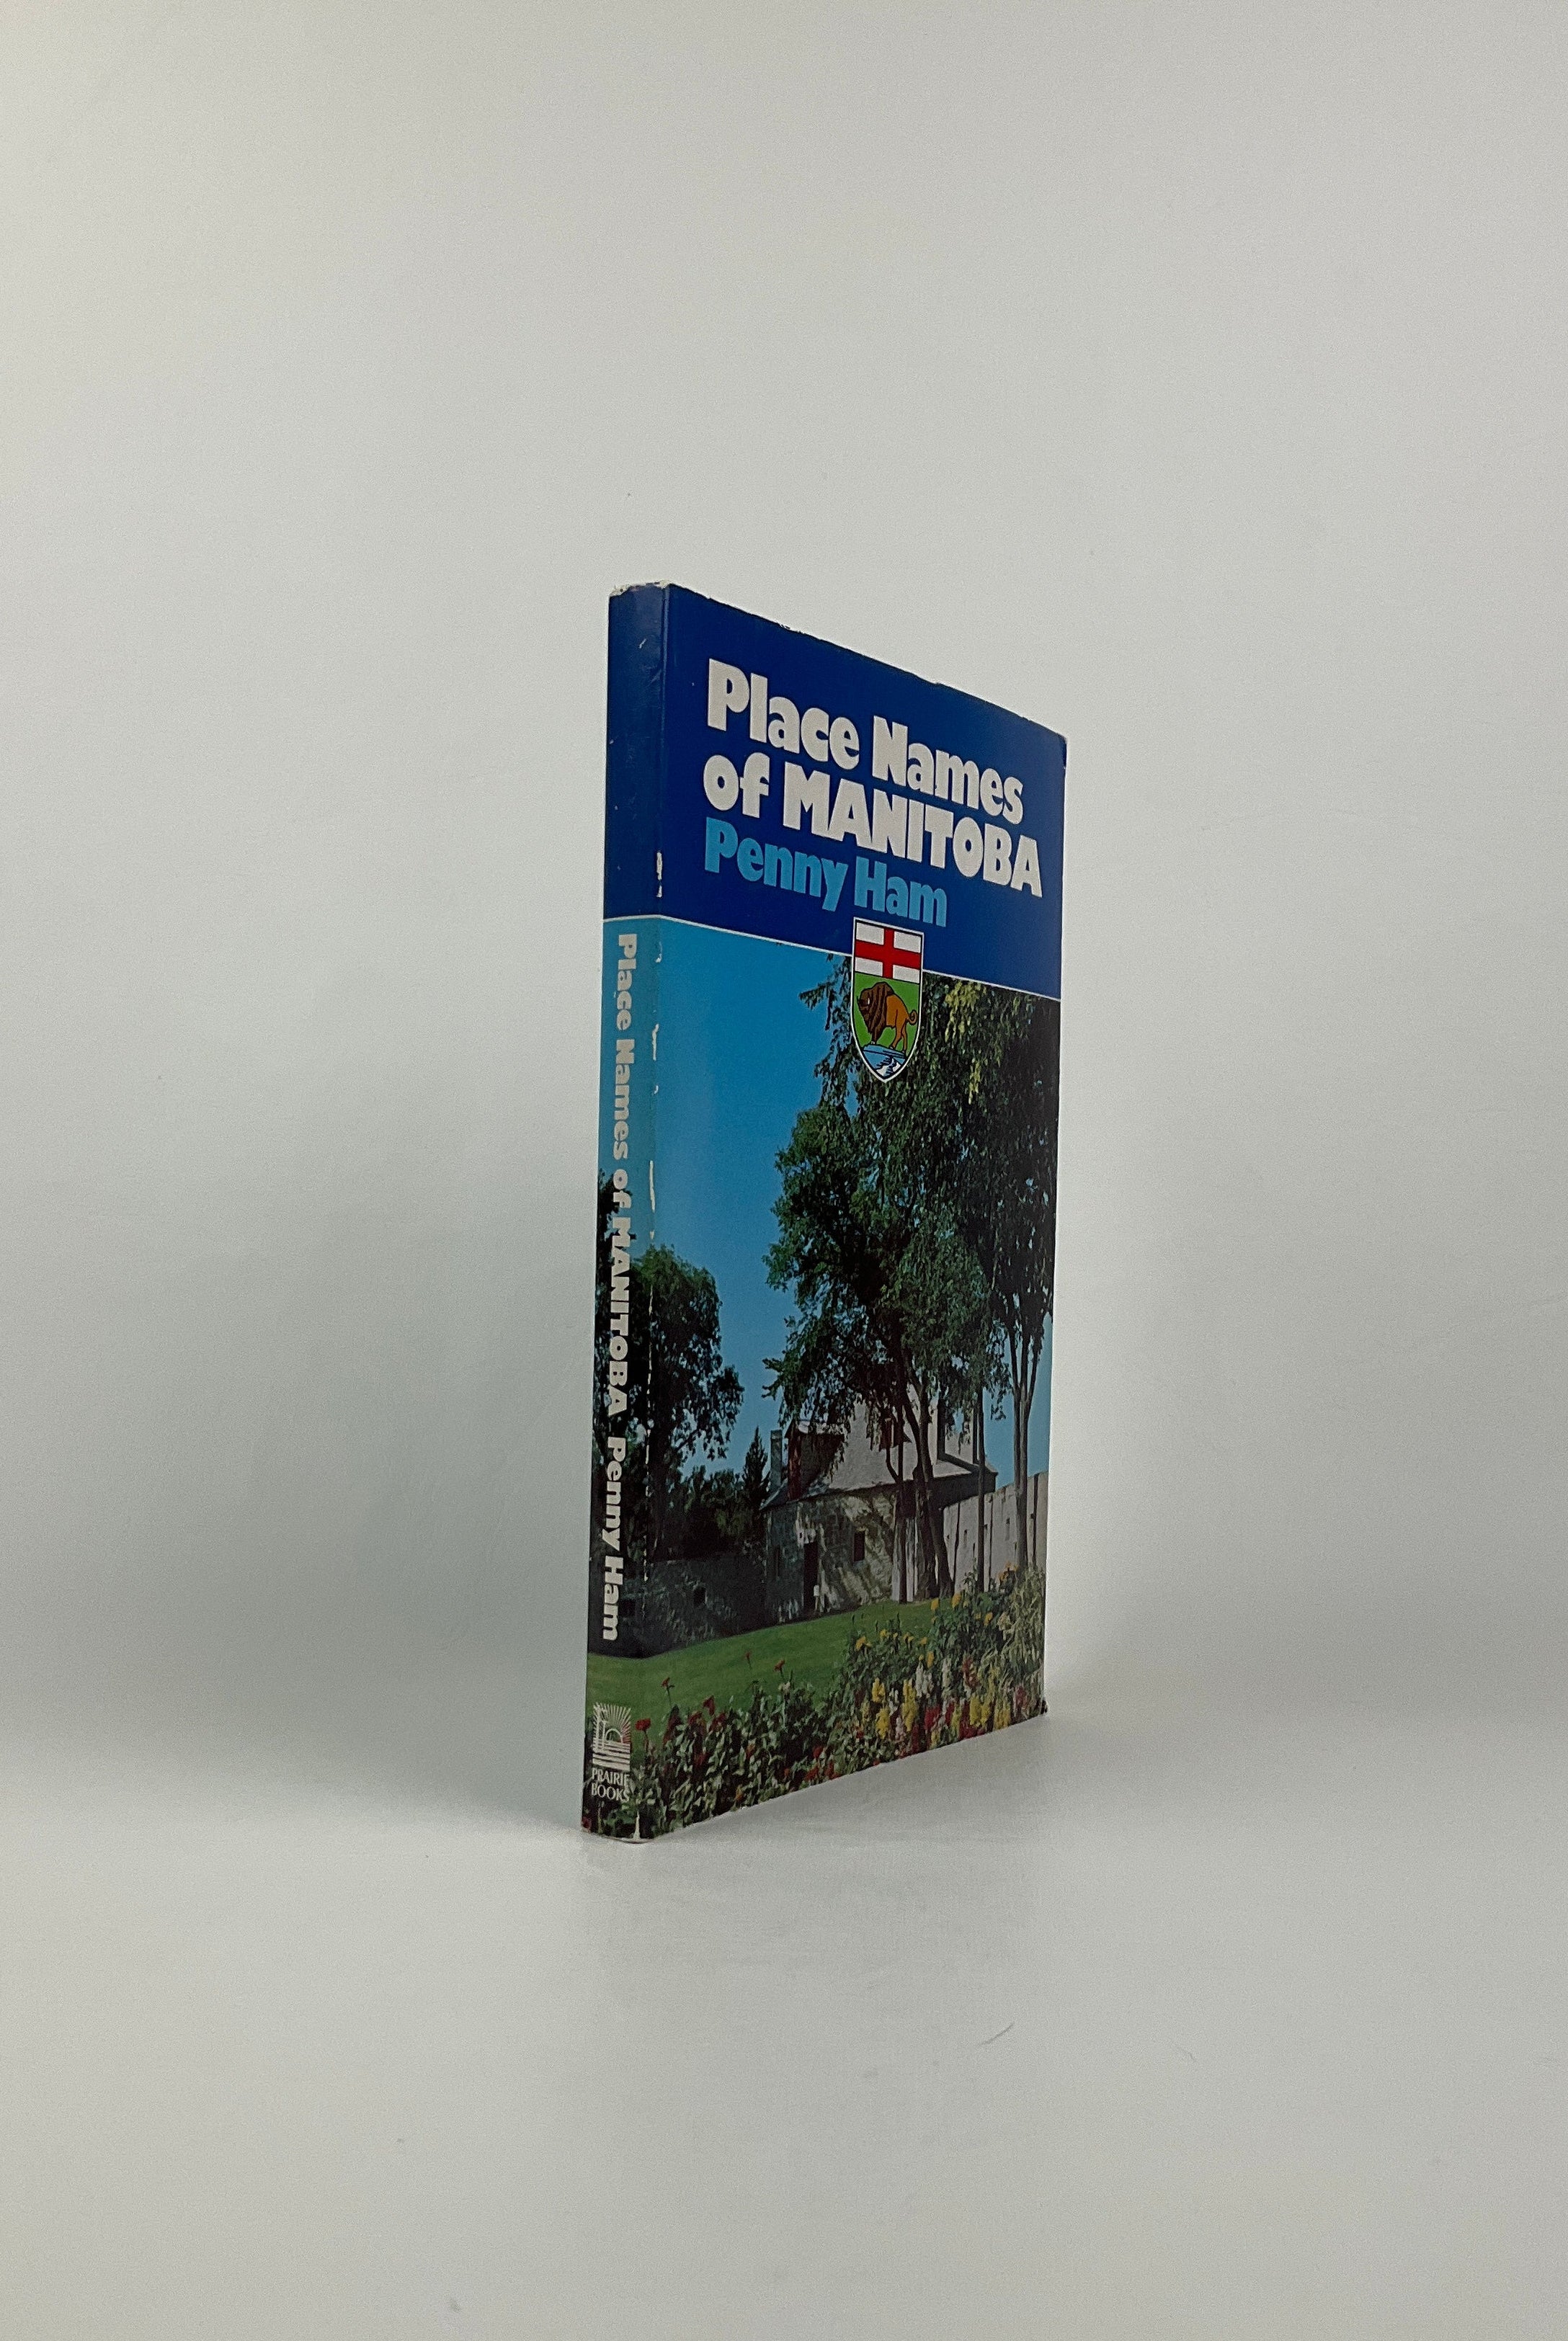 Place Names
of MANITOBA
Penny Ham
Place Names of MANITOBA Penny Ham
PRAIRIE
BOOKS